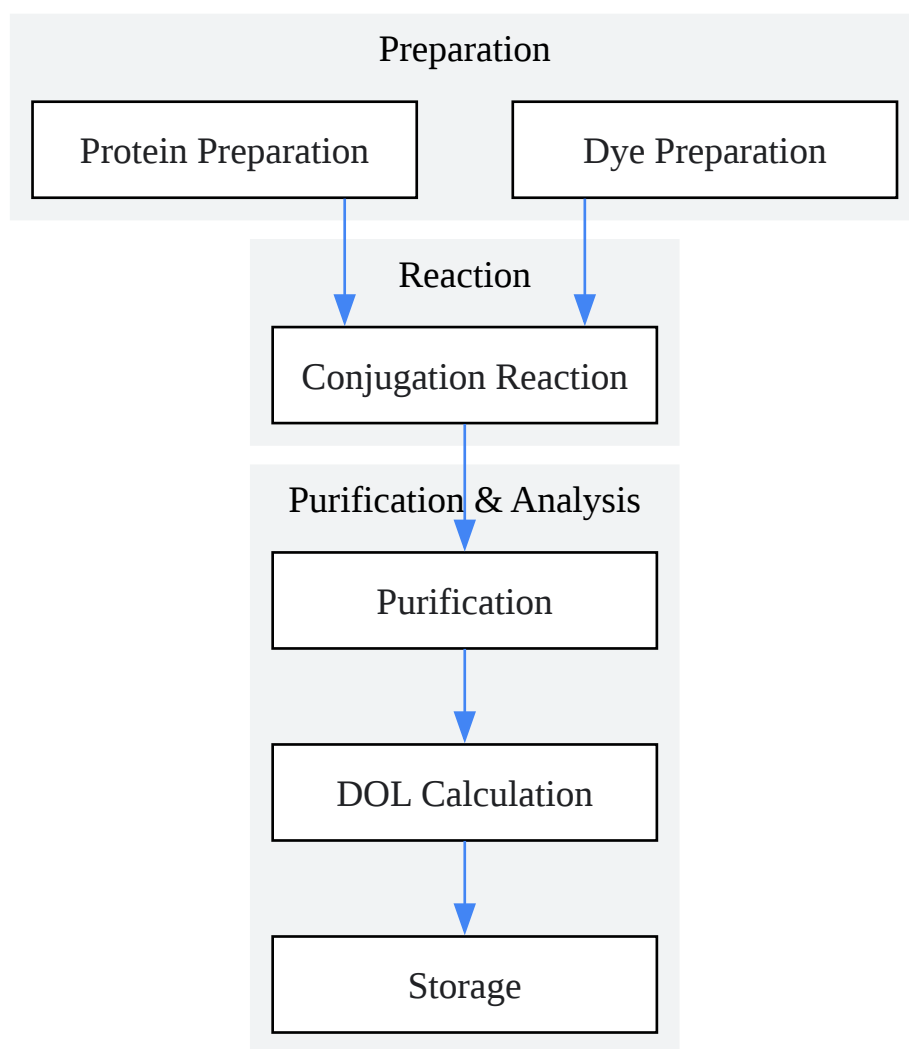 Preparation
Protein Preparation
Dye Preparation
Reaction
Conjugation Reaction
Purification & Analysis
Purification
DOL Calculation
Storage